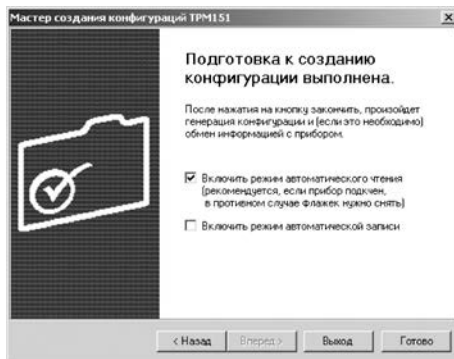 Мастер создания конфигураций ТРМ151
Подготовка к созданию
конфигурации выполнена.
После нажатия на кнопку закончить, произойдет
генерация конфигурации и (если это необходимо)
обмен информацией с прибором.
Включить режим автоматического чтения
(рекомендуется, если прибор подкчен,
в противном случае флажек нужно снять)
Включить режим автоматической записи
< Назад
Вперед >
Выход
Готово